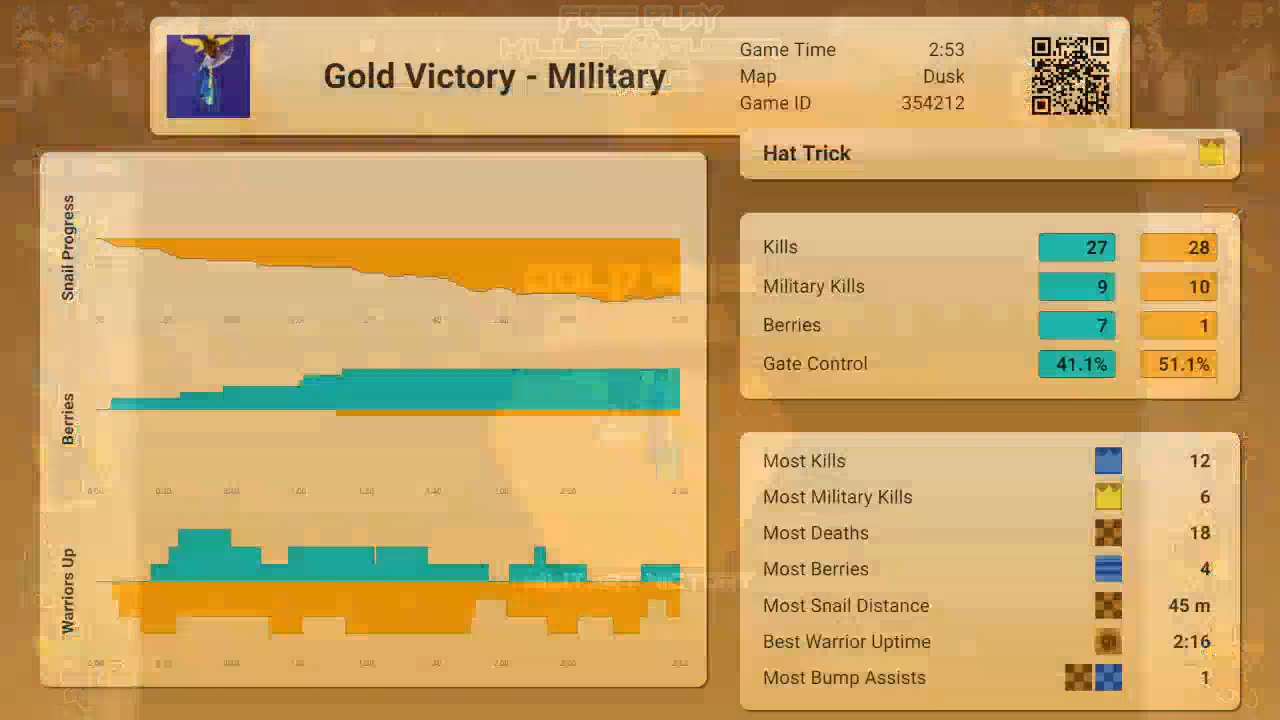 FREE PLAY
Gold Victory - Military
Game Time 2:53
Map Dusk
Game ID 354212
Hat Trick
Snail Progress
Berries
Warriors Up
Kills 27 28
Military Kills 9 10
Berries 7 1
Gate Control 41.1% 51.1%
Most Kills 12
Most Military Kills 6
Most Deaths 18
Most Berries 4
Most Snail Distance 45 m
Best Warrior Uptime 2:16
Most Bump Assists 1